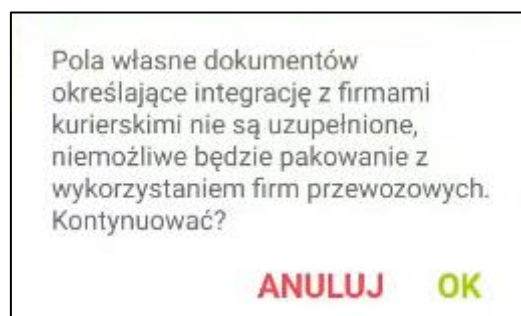 Pola własne dokumentów
określające integrację z firmami
kurierskimi nie są uzupełnione,
niemożliwe będzie pakowanie z
wykorzystaniem firm przewozowych.
Kontynuować?
ANULUJ OK